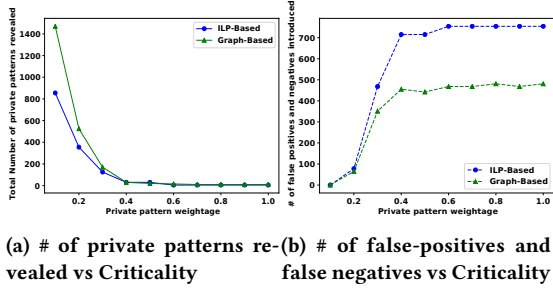 Total Number of private patterns revealed
1400
1200
1000
800
600
400
200
0
0.2
0.4
0.6
0.8
1.0
Private pattern weightage
ILP-Based
Graph-Based
# of false positives and negatives introduced
700
600
500
400
300
200
100
0
0.2
0.4
0.6
0.8
1.0
Private pattern weightage
ILP-Based
Graph-Based
(a) # of private patterns re-
vealed vs Criticality
(b) # of false-positives and
false negatives vs Criticality